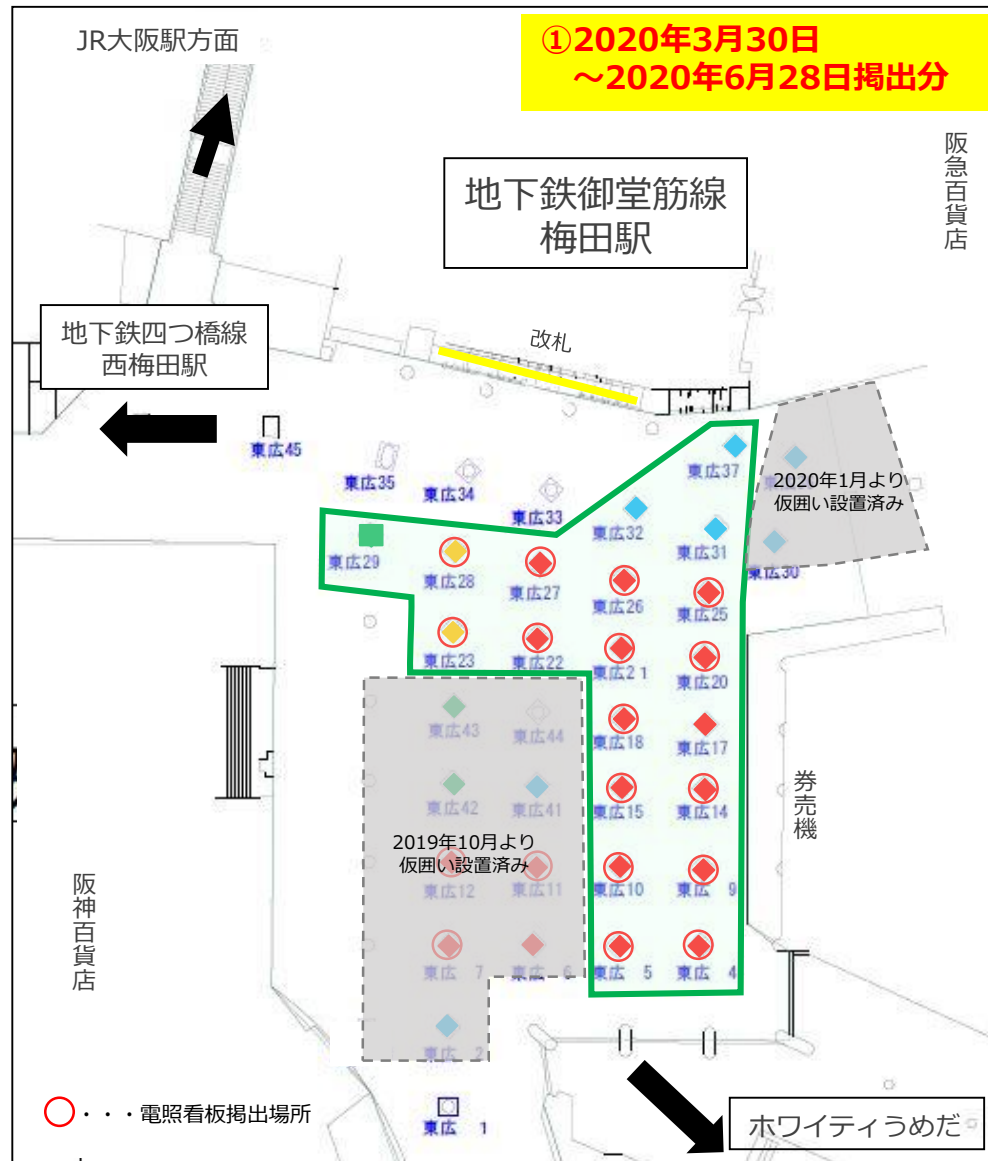 JR大阪駅方面
①2020年3月30日
～2020年6月28日掲出分
阪急百貨店
地下鉄御堂筋線
梅田駅
地下鉄四つ橋線
西梅田駅
改札
東広45
東広35
東広34
東広33
東広37
2020年1月より
仮囲い設置済み
東広32
東広31
東広30
東広29
東広28
東広27
東広26
東広25
東広23
東広22
東広2 1
東広20
東広43
東広44
東広18
東広17
東広42
東広41
東広15
東広14
券売機
2019年10月より
仮囲い設置済み
東広12
東広11
東広10
東広 9
阪神百貨店
東広 7
東広 6
東広 5
東広 4
東広 2
・・・電照看板掲出場所
東広 1
ホワイティうめだ